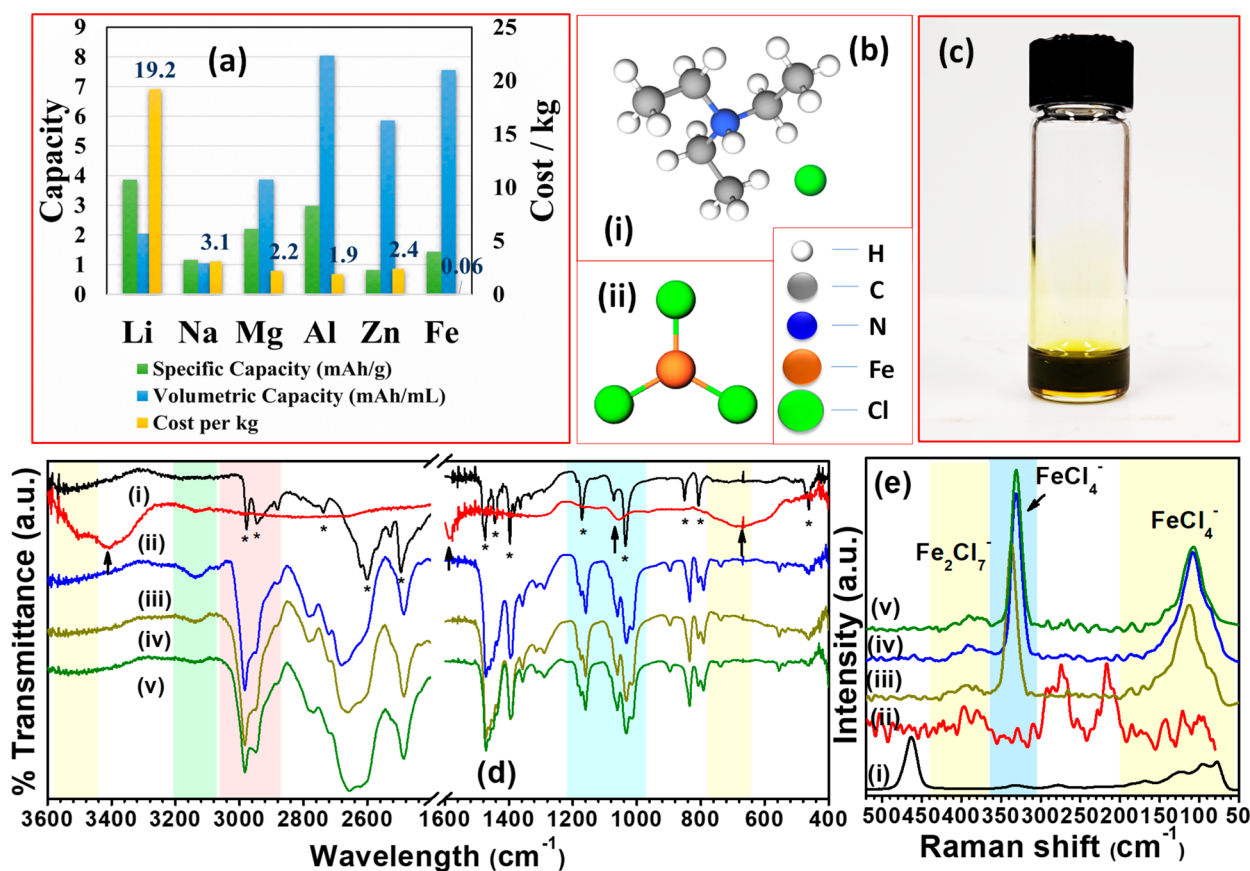 (a)
9
8
7
6
5
4
3
2
1
0
Capacity
25
20
15
10
5
0
Cost / kg
19.2
3.1
2.2
1.9
2.4
0.06
Li Na Mg Al Zn Fe
Specific Capacity (mAh/g)
Volumetric Capacity (mAh/mL)
Cost per kg
(b)
(i)
(ii)
H
C
N
Fe
Cl
(c)
% Transmittance (a.u.)
(i)
(ii)
(iii)
(iv)
(v)
* * * * *
* * * * * * * *
(d)
3600 3400 3200 3000 2800 2600 1600 1400 1200 1000 800 600 400
Wavelength (cm⁻¹)
(e)
FeCl₄⁻
FeCl₄⁻
Fe₂Cl₇⁻
Intensity (a.u.)
(v)
(iv)
(iii)
(ii)
(i)
450 400 350 300 250 200 150 100 50
Raman shift (cm⁻¹)